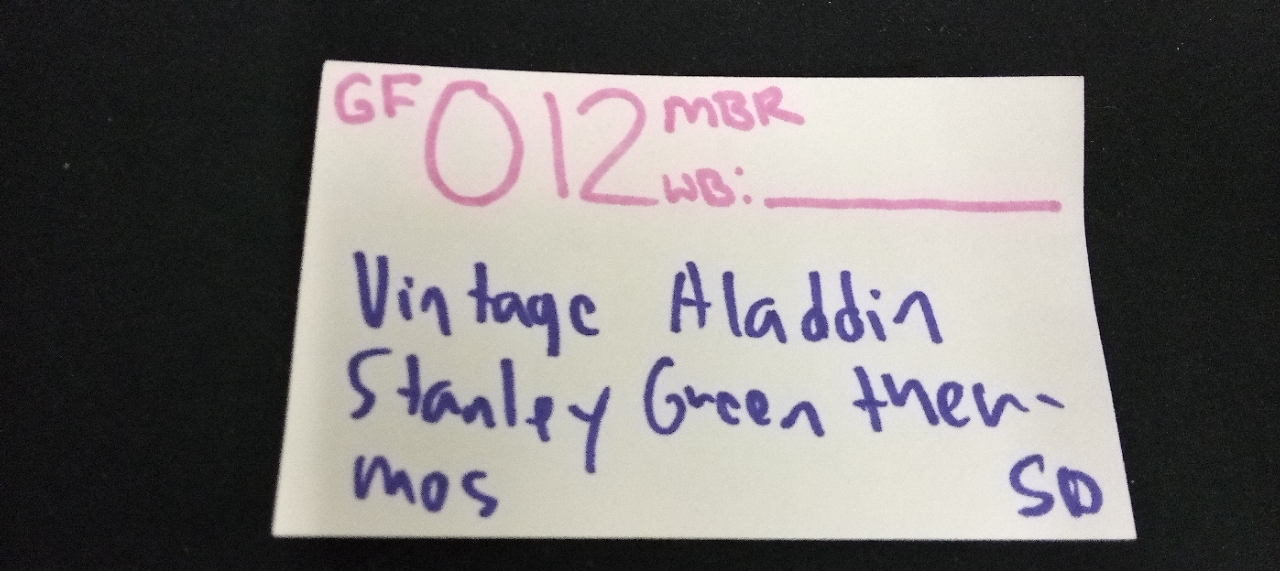 GF 012 MBR
WB: ​
Vintage Aladdin
Stanley Green ther-
mos
SD